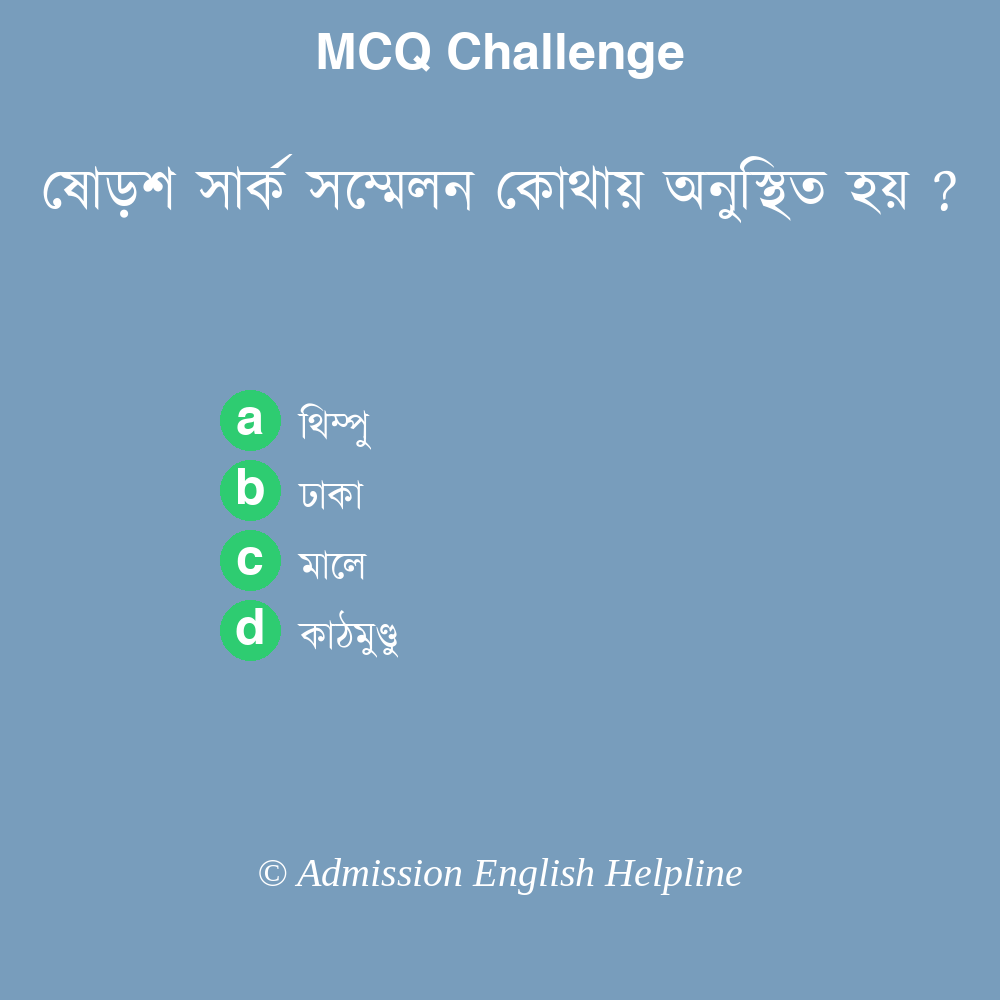 MCQ Challenge
ষোড়শ সার্ক সম্মেলন কোথায় অনুস্থিত হয় ?
a থিম্পু
b ঢাকা
c মালে
d কাঠমুণ্ডু
© Admission English Helpline